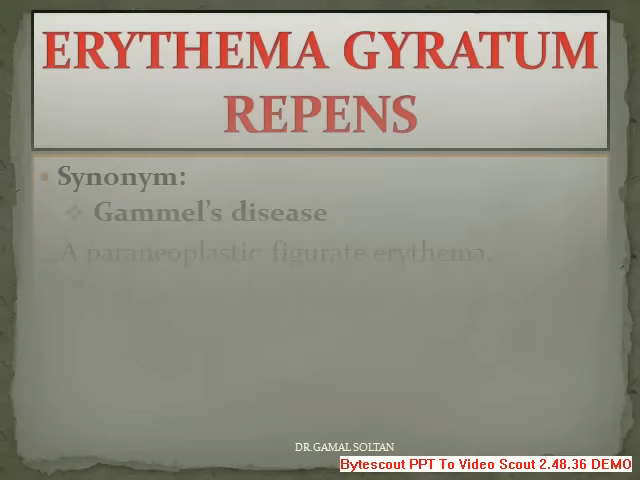 ERYTHEMA GYRATUM
REPENS
Synonym:
Gammel's disease
A paraneoplastic figurate erythema.
DR.GAMAL SOLTAN
Bytescout PPT To Video Scout 2.48.36 DEMO